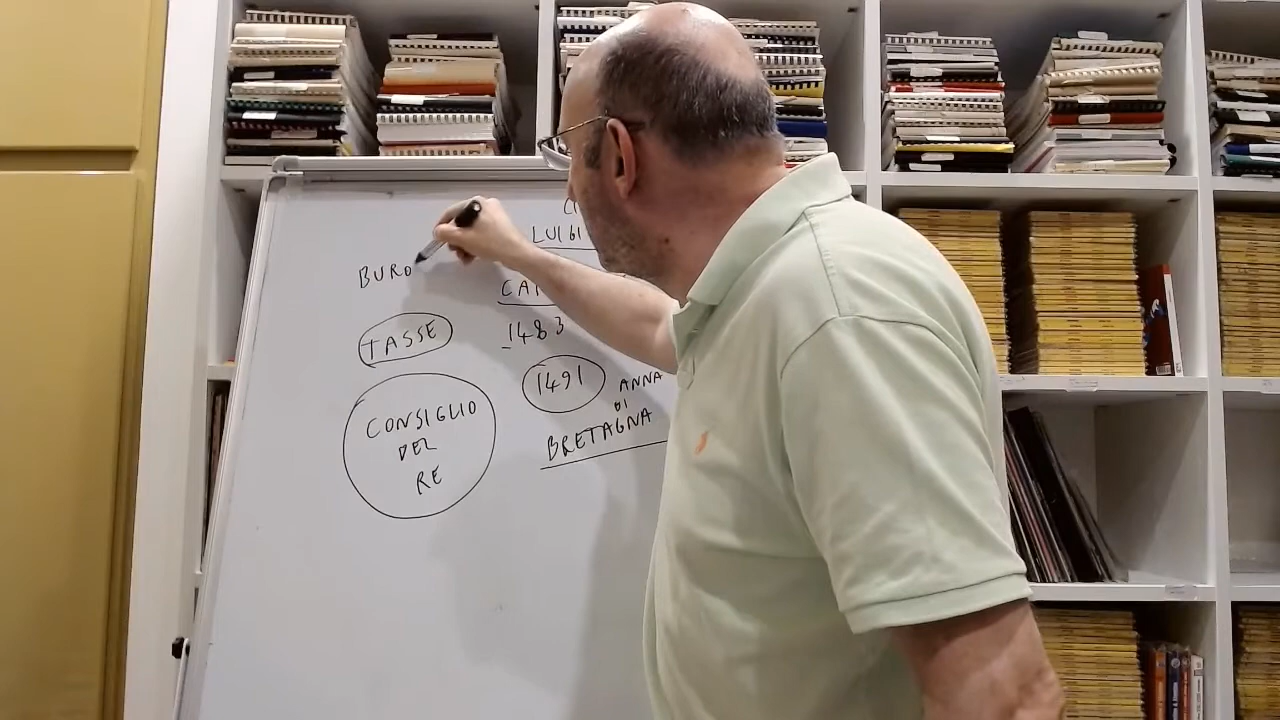 LUIGI
BURO
1483
TASSE
1491
ANNA
DI
BRETAGNA
CONSIGLIO
DEL
RE